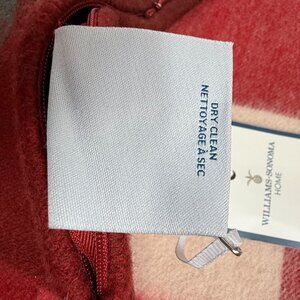 DRY CLEAN
NETTOYAGE À SEC
WILLIAMS-SONOMA
HOME